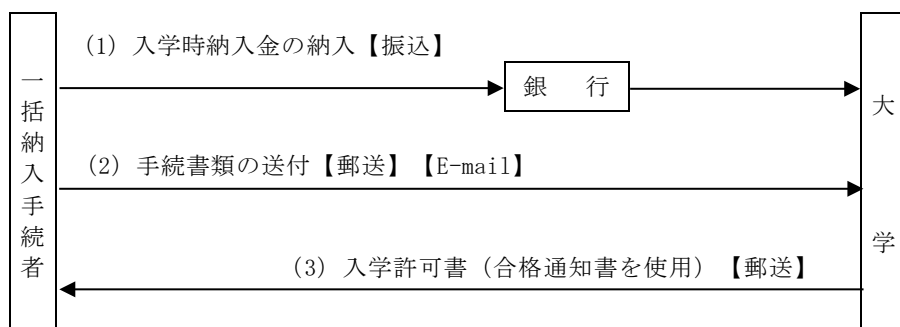 一括納入手続者
(1) 入学時納入金の納入【振込】
銀 行
(2) 手続書類の送付【郵送】【E-mail】
(3) 入学許可書（合格通知書を使用）【郵送】
大学